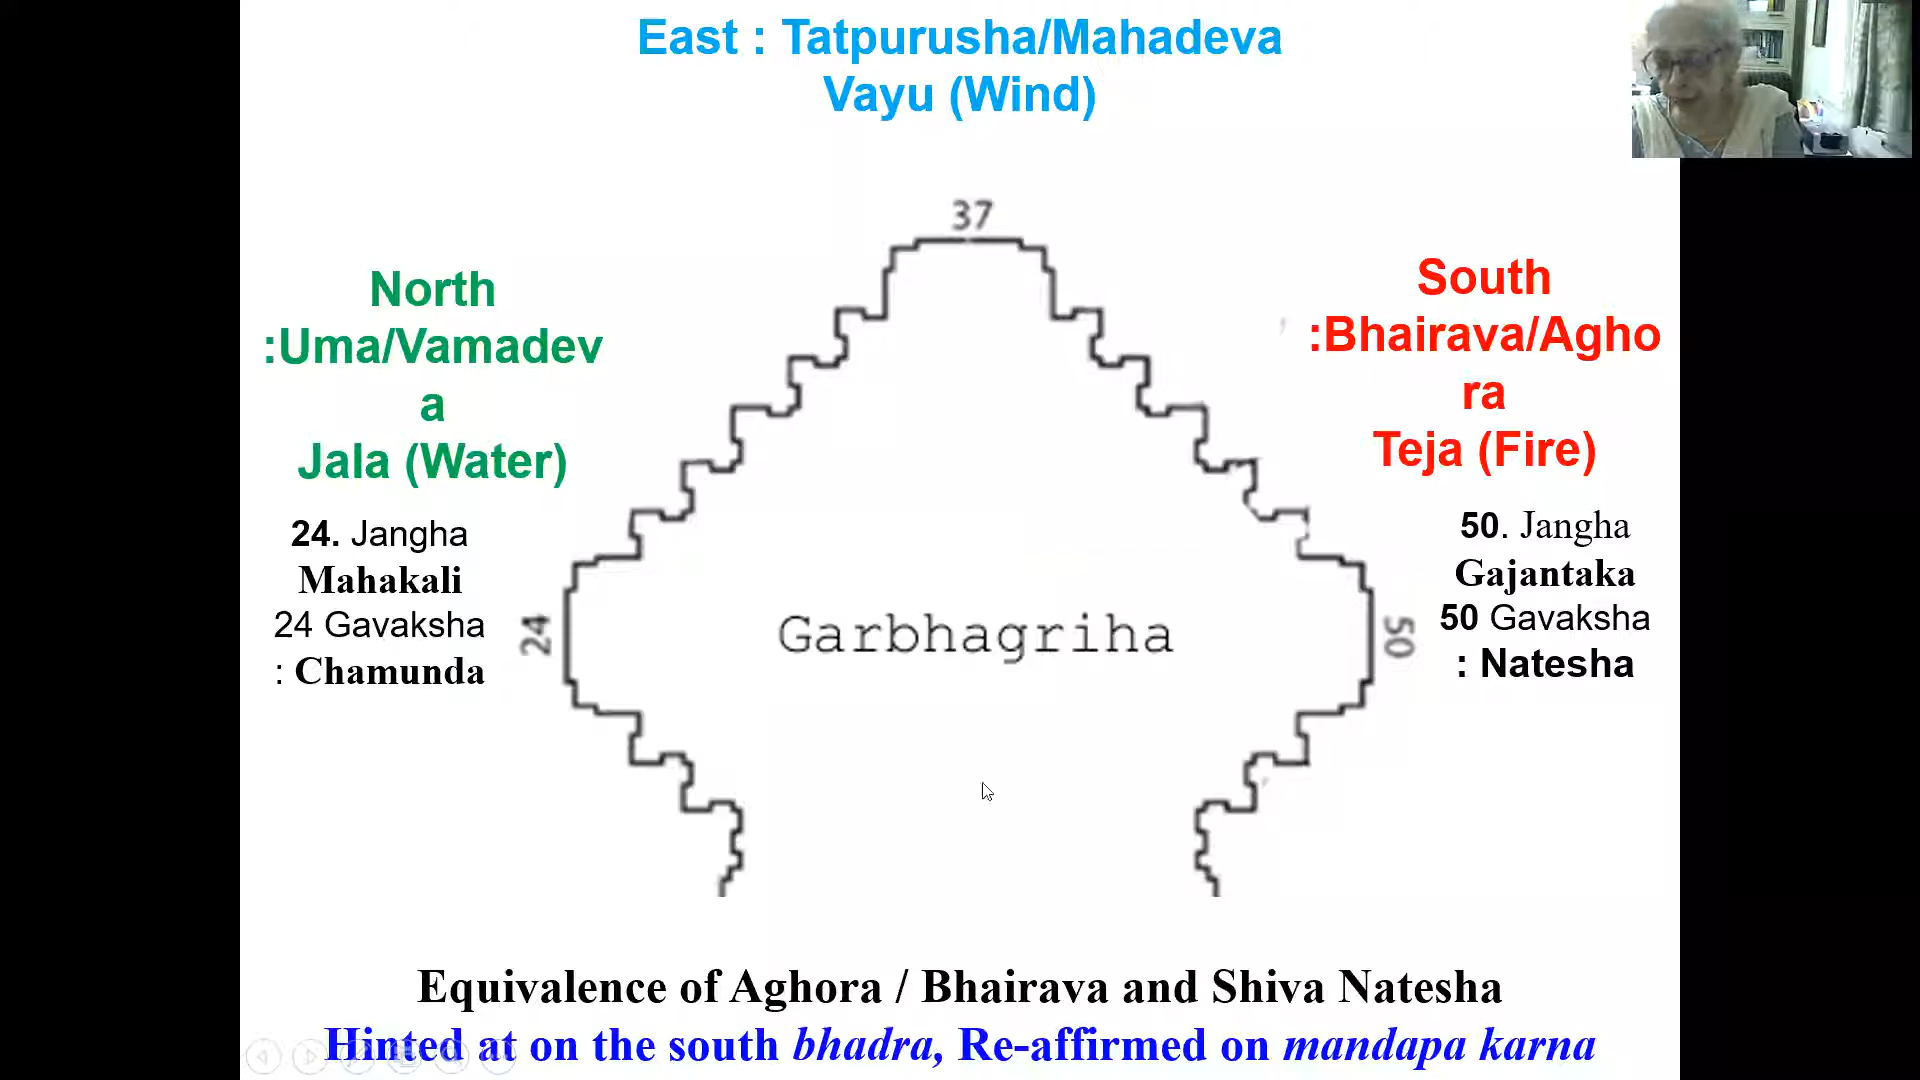 East : Tatpurusha/Mahadeva
Vayu (Wind)
37
North
:Uma/Vamadev
a
Jala (Water)
24. Jangha
Mahakali
24 Gavaksha
: Chamunda
24
Garbhagriha
50
South
:Bhairava/Agho
ra
Teja (Fire)
50. Jangha
Gajantaka
50 Gavaksha
: Natesha
Equivalence of Aghora / Bhairava and Shiva Natesha
Hinted at on the south bhadra, Re-affirmed on mandapa karna